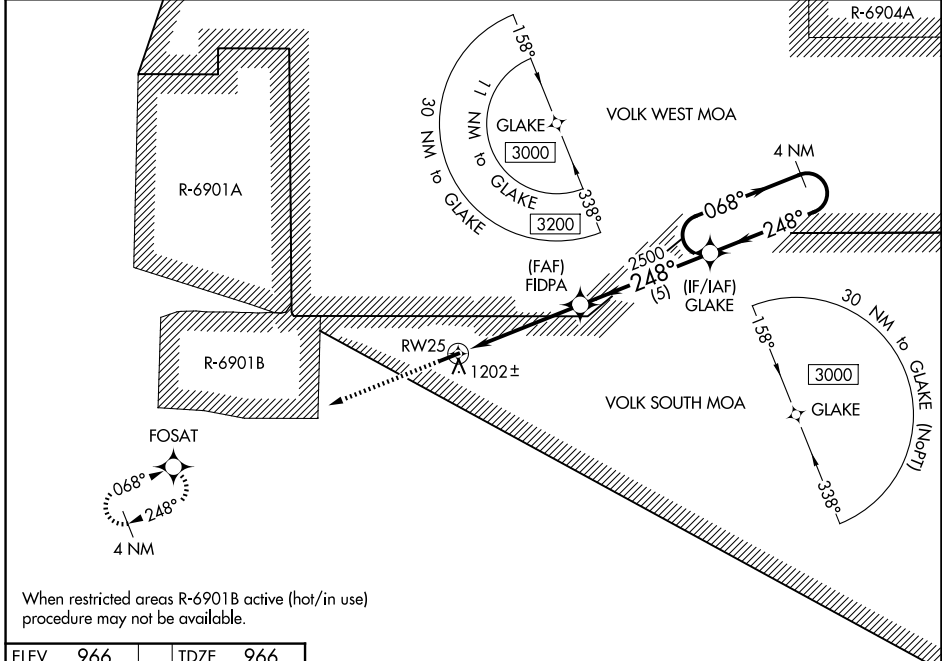 R-6904A
158°
30 NM to GLAKE
11 NM to GLAKE
GLAKE
3000
3200
338°
VOLK WEST MOA
4 NM
068°
248°
R-6901A
2500
248°
(5)
(FAF)
FIDPA
(IF/IAF)
GLAKE
30 NM to GLAKE (NoPT)
158°
3000
GLAKE
338°
R-6901B
RW25
1202±
VOLK SOUTH MOA
FOSAT
068°
248°
4 NM
When restricted areas R-6901B active (hot/in use)
procedure may not be available.
ELEV 966 TDZE 966